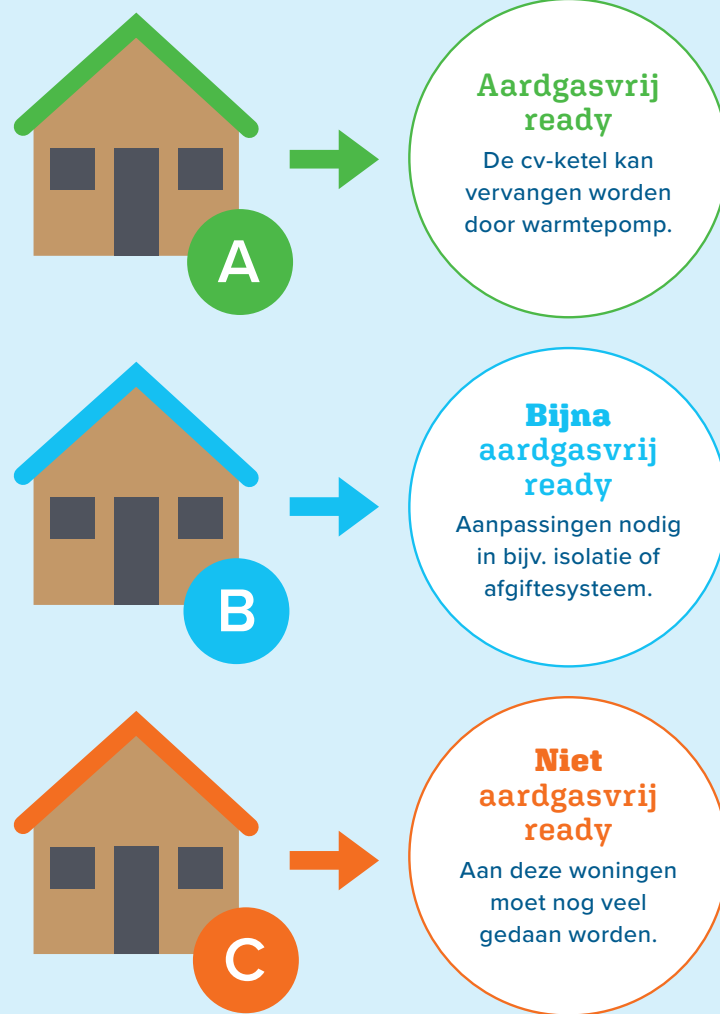 Aardgasvrij
ready
De cv-ketel kan
vervangen worden
door warmtepomp.
A
Bijna
aardgasvrij
ready
Aanpassingen nodig
in bijv. isolatie of
afgiftesysteem.
B
Niet
aardgasvrij
ready
Aan deze woningen
moet nog veel
gedaan worden.
C